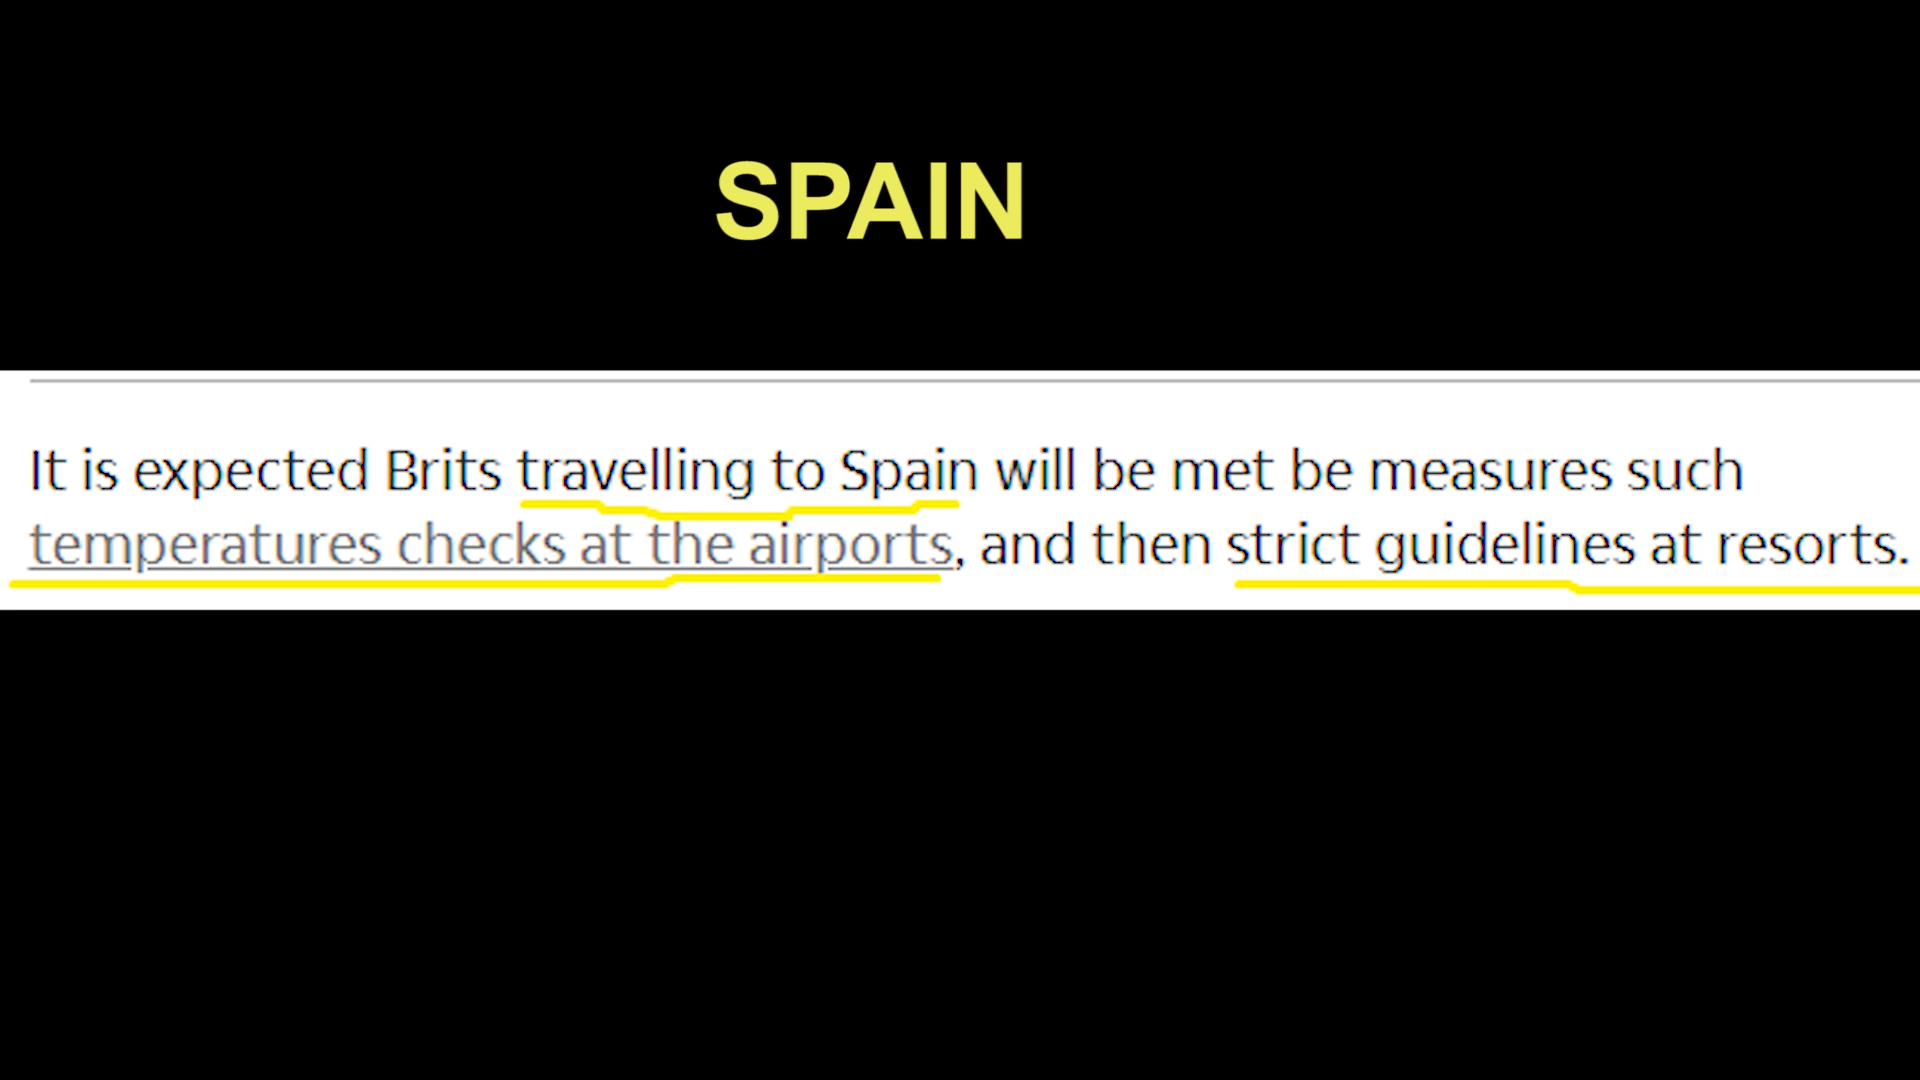 SPAIN
It is expected Brits travelling to Spain will be met be measures such
temperatures checks at the airports, and then strict guidelines at resorts.